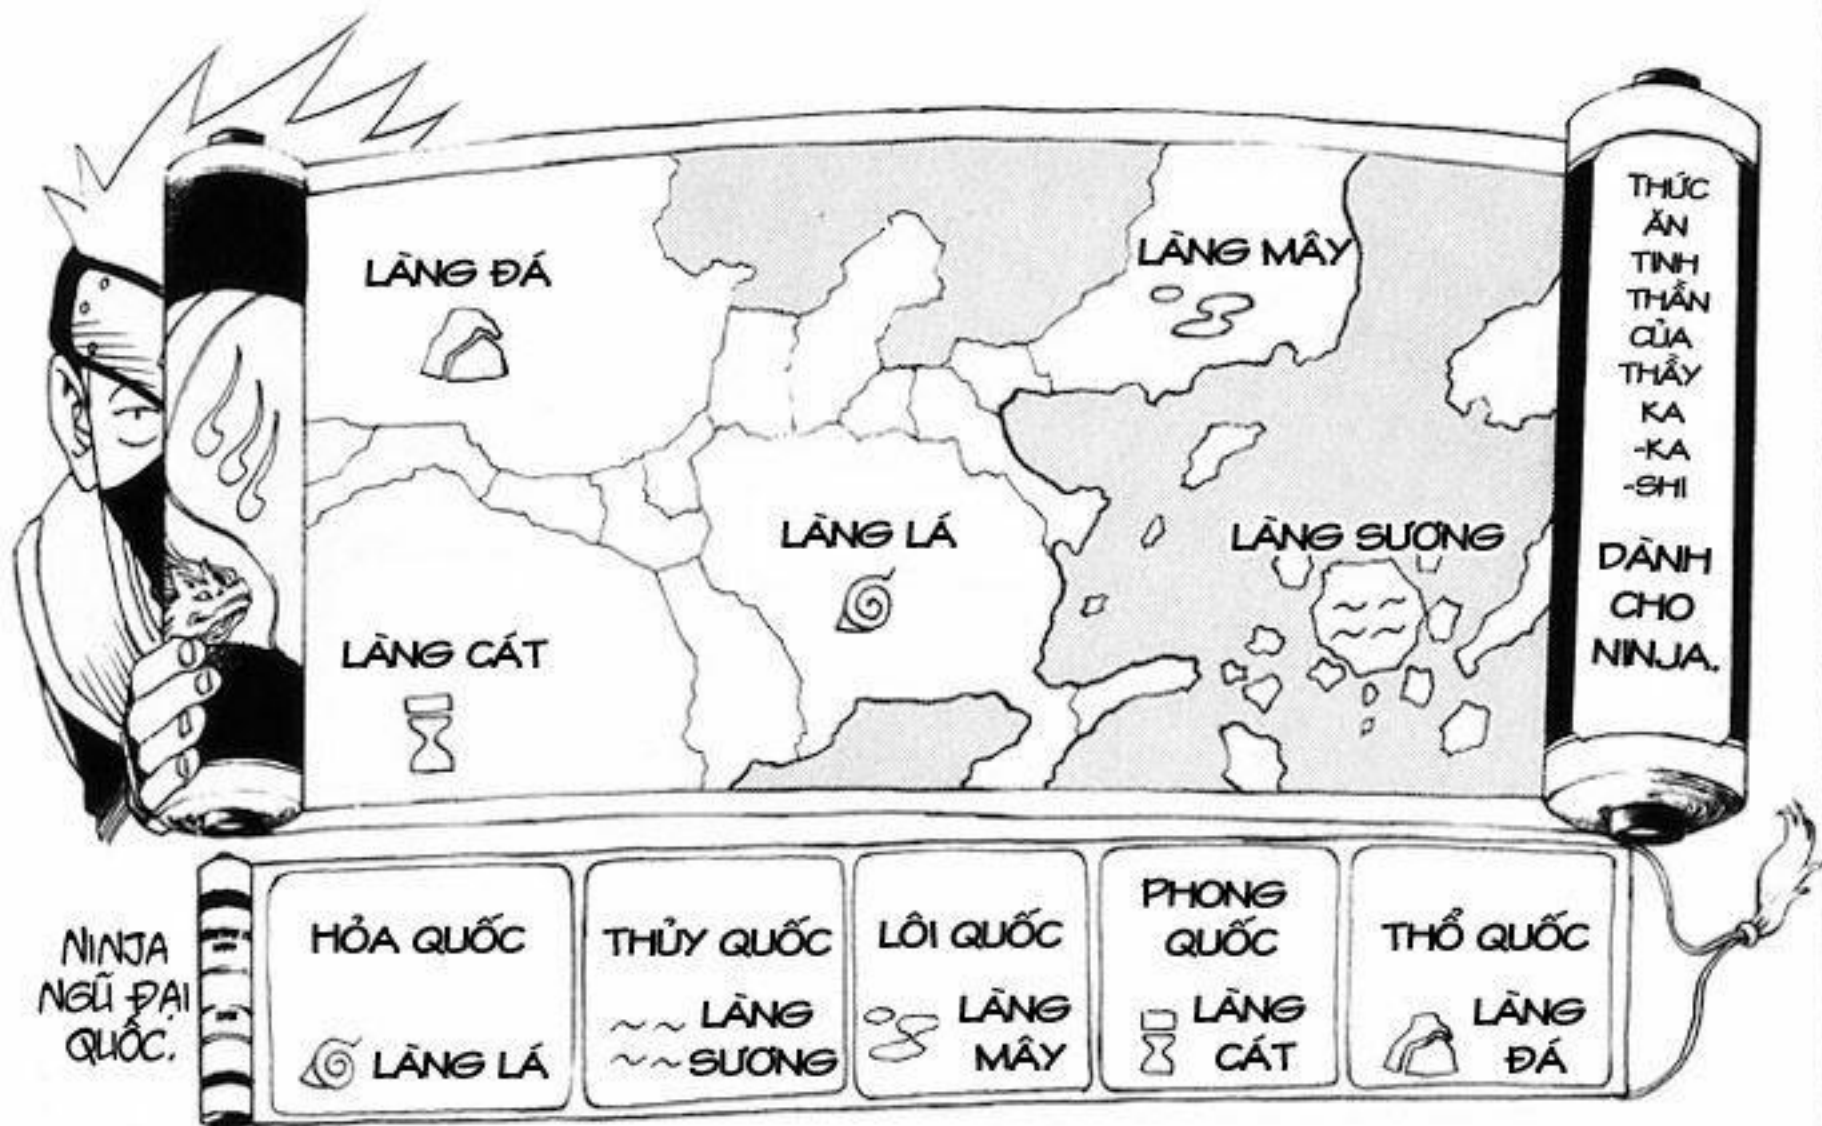 LÀNG ĐÁ
LÀNG MÂY
LÀNG LÁ
LÀNG SƯƠNG
LÀNG CÁT
THỨC
ĂN
TINH
THẦN
CỦA
THẦY
KA
-KA
-SHI
DÀNH
CHO
NINJA.
NINJA
NGŨ ĐẠI
QUỐC.
HỎA QUỐC
LÀNG LÁ
THỦY QUỐC
LÀNG
SƯƠNG
LÔI QUỐC
LÀNG
MÂY
PHONG
QUỐC
LÀNG
CÁT
THỔ QUỐC
LÀNG
ĐÁ